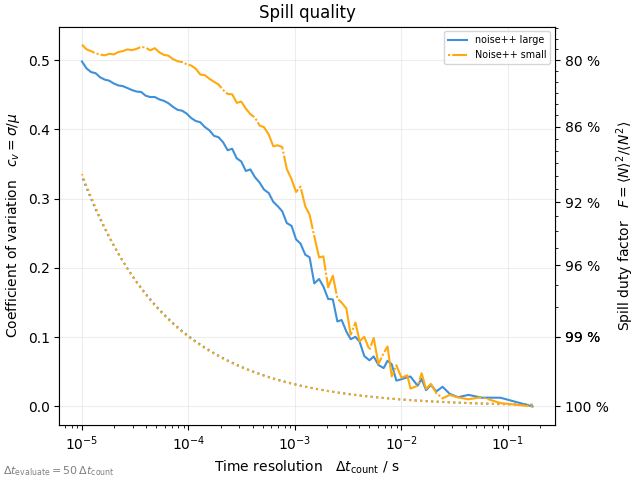 Spill quality
noise++ large
Noise++ small
Coefficient of variation cᵥ = σ/μ
0.5
0.4
0.3
0.2
0.1
0.0
80 %
86 %
92 %
96 %
99 %
100 %
Spill duty factor F = ⟨N⟩²/⟨N²⟩
10⁻⁵
10⁻⁴
10⁻³
10⁻²
10⁻¹
Time resolution Δt_count / s
Δt_evaluate = 50 Δt_count